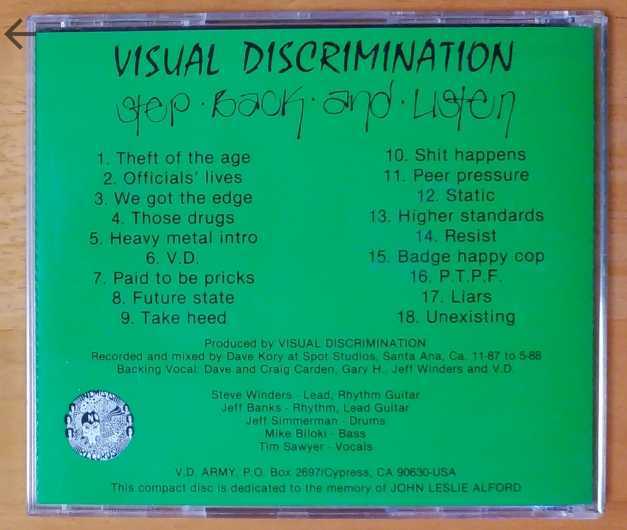 VISUAL DISCRIMINATION
Step · Back · and · Listen
1. Theft of the age
2. Officials' lives
3. We got the edge
4. Those drugs
5. Heavy metal intro
6. V.D.
7. Paid to be pricks
8. Future state
9. Take heed
10. Shit happens
11. Peer pressure
12. Static
13. Higher standards
14. Resist
15. Badge happy cop
16. P.T.P.F.
17. Liars
18. Unexisting
Produced by VISUAL DISCRIMINATION
Recorded and mixed by Dave Kory at Spot Studios, Santa Ana, Ca. 11-87 to 5-88
Backing Vocal: Dave and Craig Carden, Gary H., Jeff Winders and V.D.
Steve Winders - Lead, Rhythm Guitar
Jeff Banks - Rhythm, Lead Guitar
Jeff Simmerman - Drums
Mike Biloki - Bass
Tim Sawyer - Vocals
RECORDS
V.D. ARMY, P.O. Box 2697/Cypress, CA 90630-USA
This compact disc is dedicated to the memory of JOHN LESLIE ALFORD